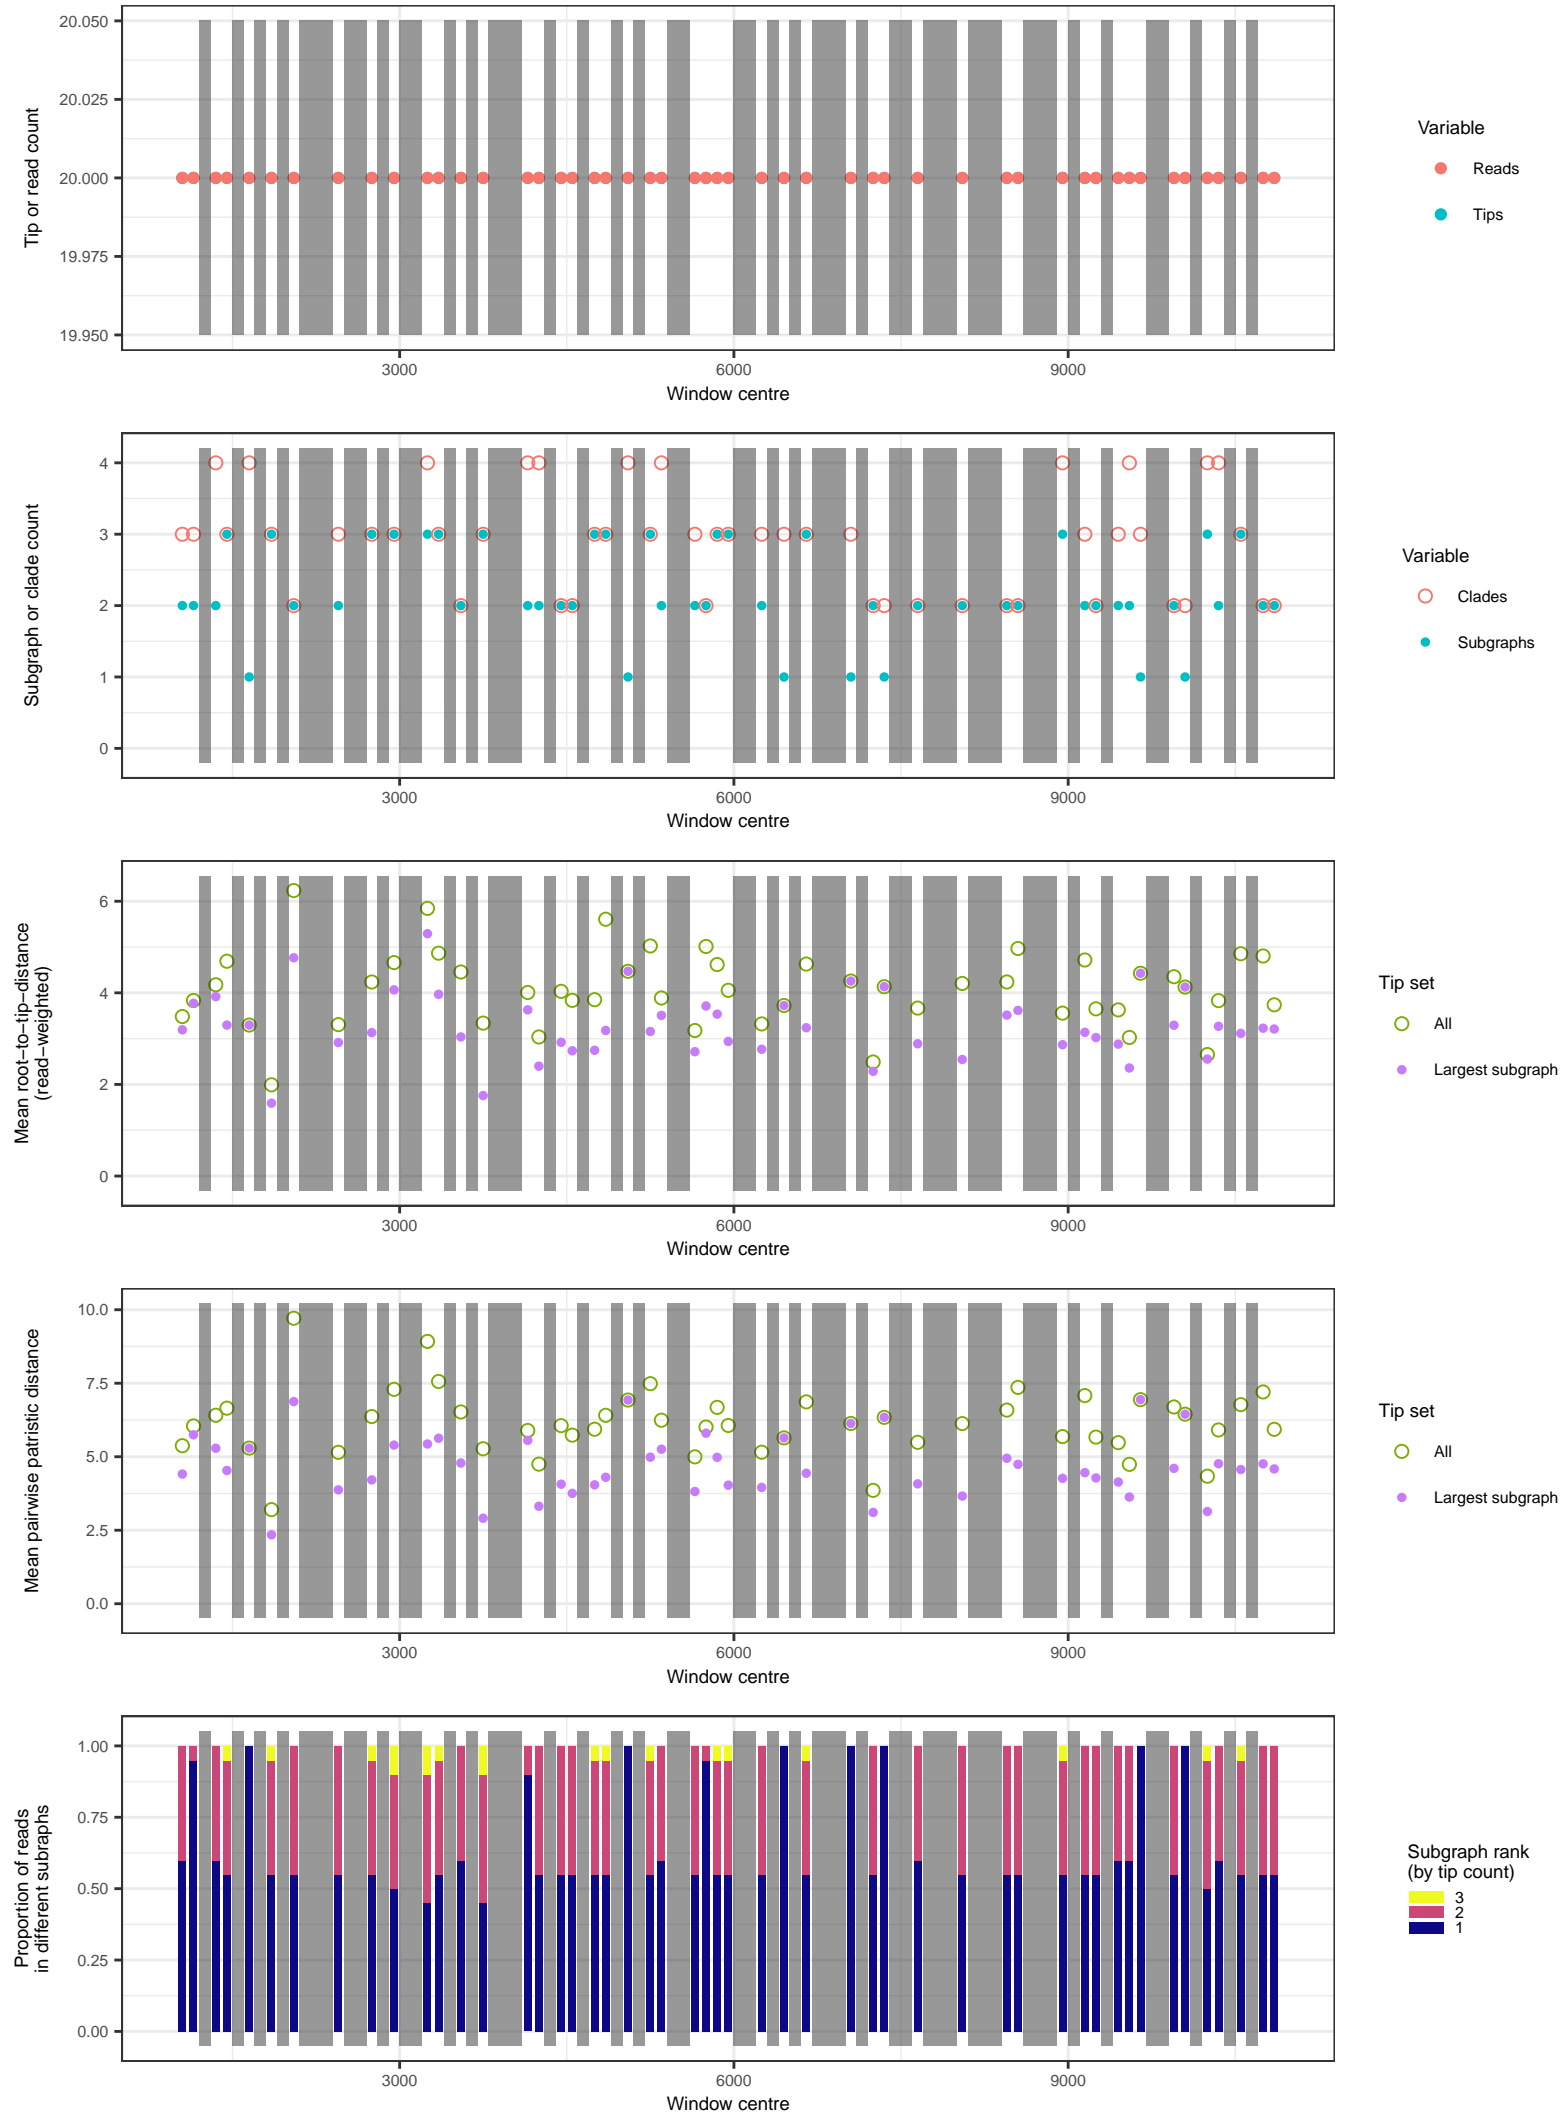 20.050
20.025
20.000
19.975
19.950
Tip or read count
3000
6000
9000
Window centre
Variable
Reads
Tips
4
3
2
1
0
Subgraph or clade count
3000
6000
9000
Window centre
Variable
Clades
Subgraphs
6
4
2
0
Mean root−to−tip−distance
(read−weighted)
3000
6000
9000
Window centre
Tip set
All
Largest subgraph
10.0
7.5
5.0
2.5
0.0
Mean pairwise patristic distance
3000
6000
9000
Window centre
Tip set
All
Largest subgraph
1.00
0.75
0.50
0.25
0.00
Proportion of reads
in different subraphs
3000
6000
9000
Window centre
Subgraph rank
(by tip count)
3
2
1